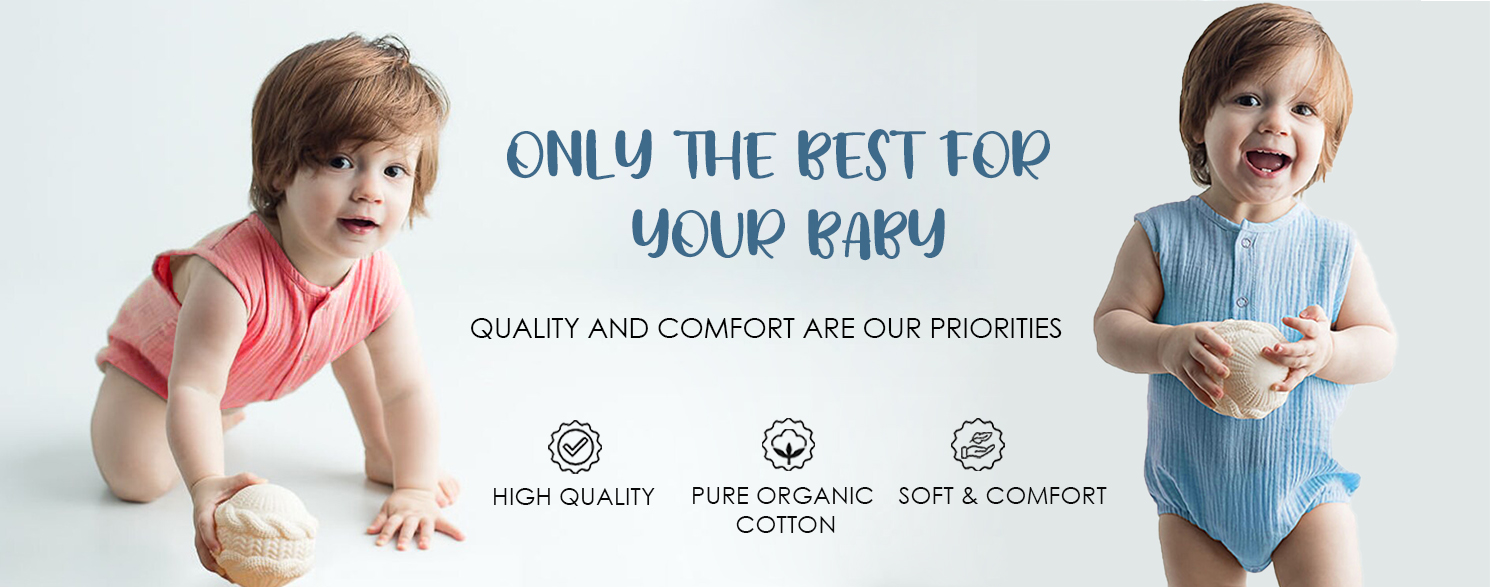 ONLY THE BEST FOR
YOUR BABY
QUALITY AND COMFORT ARE OUR PRIORITIES
HIGH QUALITY
PURE ORGANIC
COTTON
SOFT & COMFORT